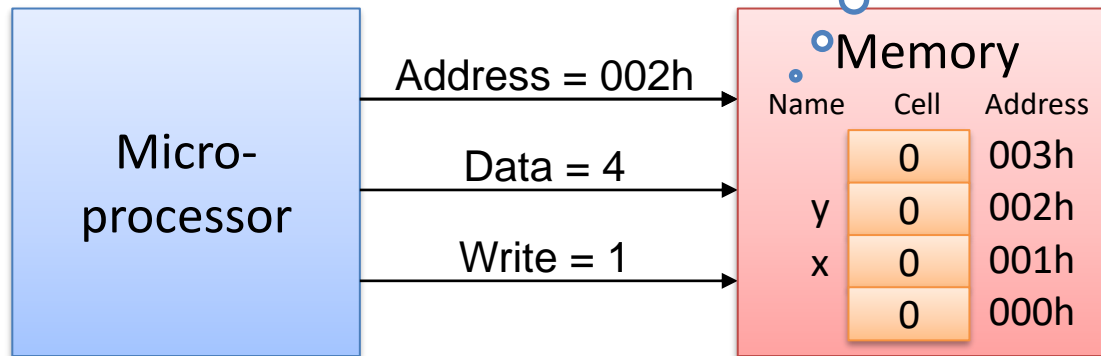 Micro-
processor
Address = 002h
Data = 4
Write = 1
Memory
Name Cell Address
0 003h
y 0 002h
x 0 001h
0 000h